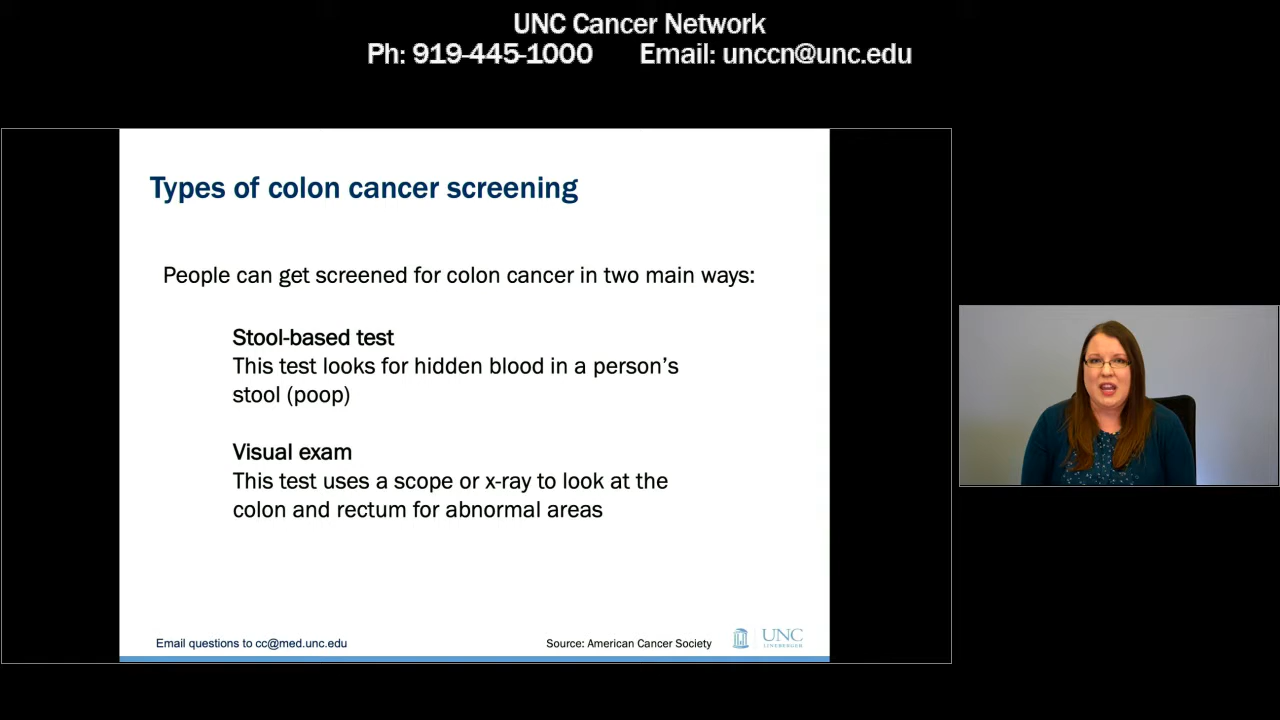 UNC Cancer Network
Ph: 919-445-1000 Email: unccn@unc.edu
Types of colon cancer screening
People can get screened for colon cancer in two main ways:
Stool-based test
This test looks for hidden blood in a person's
stool (poop)
Visual exam
This test uses a scope or x-ray to look at the
colon and rectum for abnormal areas
Email questions to cc@med.unc.edu
Source: American Cancer Society
UNC
LINEBERGER